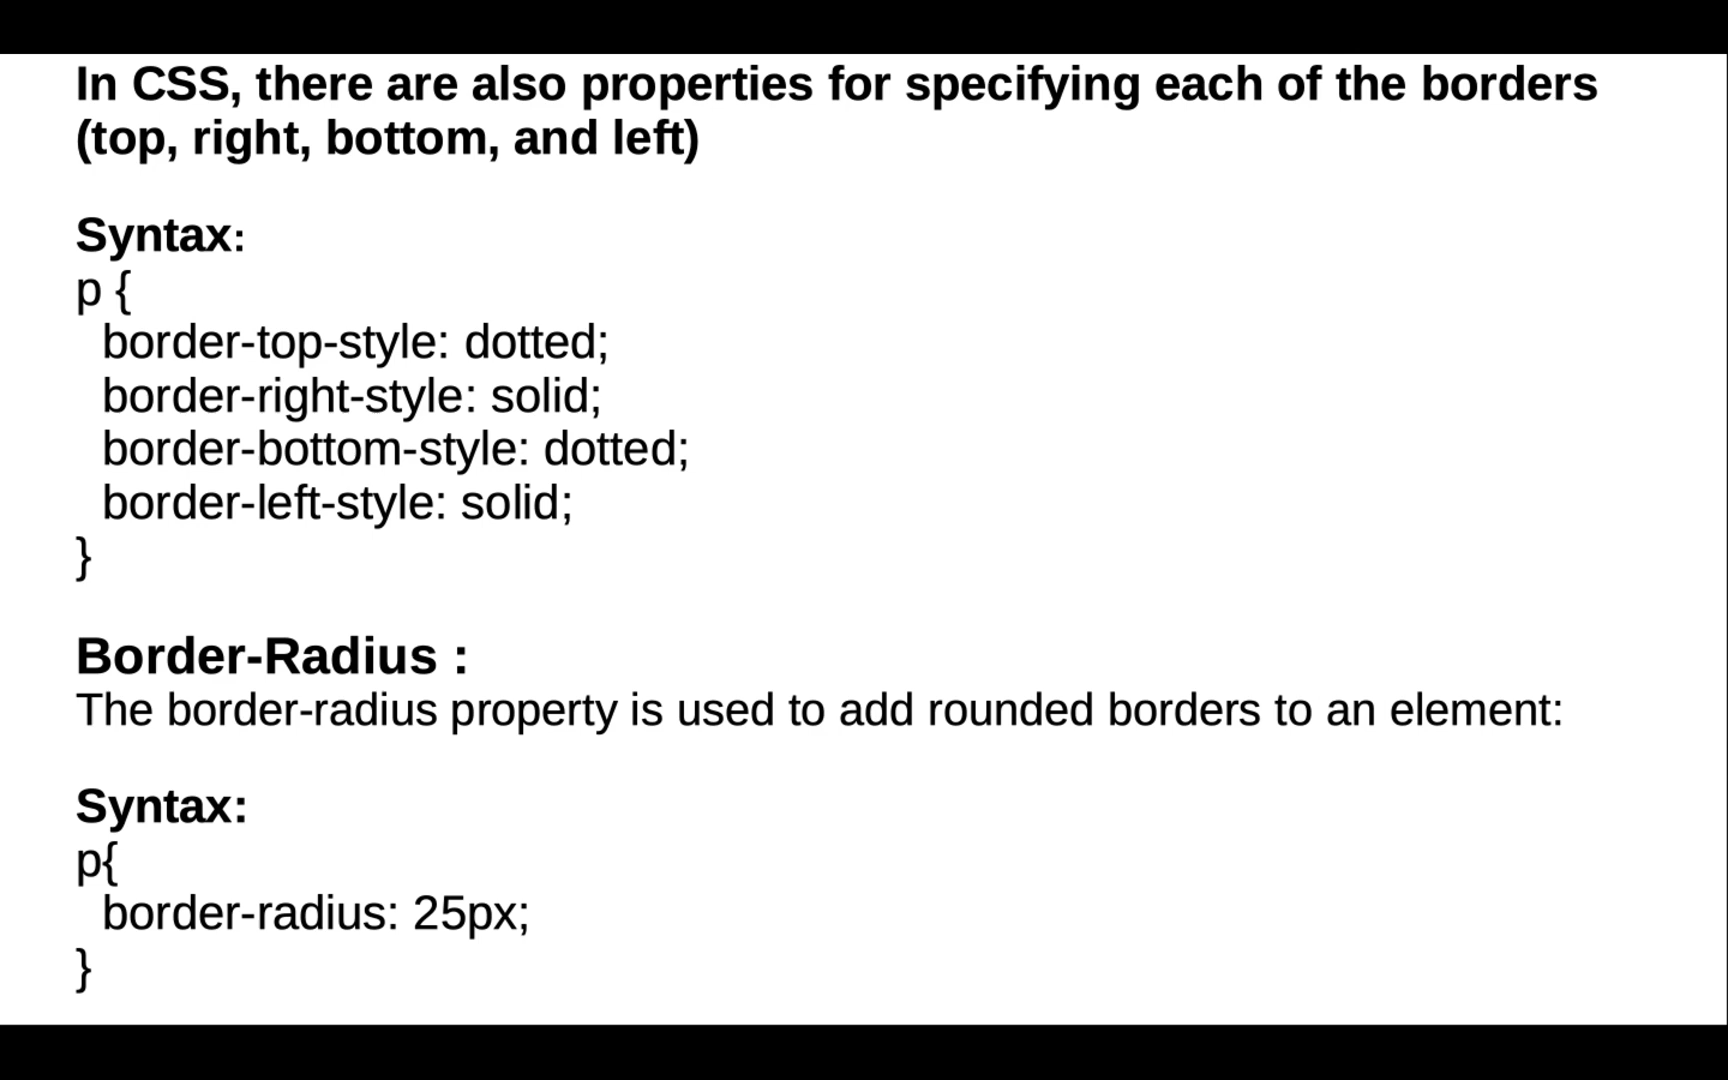 In CSS, there are also properties for specifying each of the borders
(top, right, bottom, and left)
Syntax:
p {
border-top-style: dotted;
border-right-style: solid;
border-bottom-style: dotted;
border-left-style: solid;
}
Border-Radius :
The border-radius property is used to add rounded borders to an element:
Syntax:
p{
border-radius: 25px;
}